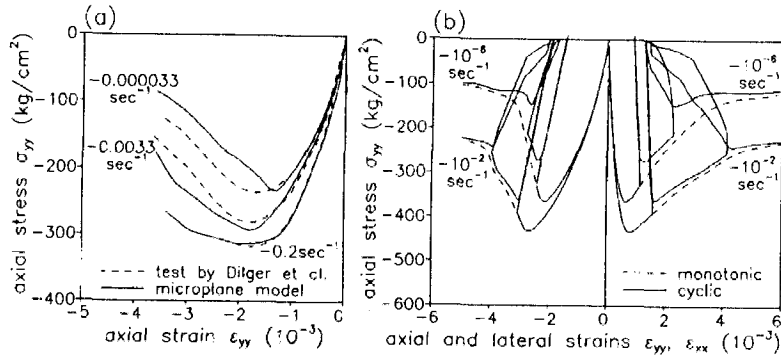 (a)
0
-100
-200
-300
-400
axial stress σyy (kg/cm²)
-0.000033
sec⁻¹
-0.0033
sec⁻¹
-0.2sec⁻¹
test by Dilger et cl.
microplane model
-5 -4 -3 -2 -1 0
axial strain εyy (10⁻³)
(b)
0
-100
-200
-300
-400
-500
-600
axial stress σyy (kg/cm²)
-10⁻⁶
sec⁻¹
-10⁻²
sec⁻¹
-10⁻⁶
sec⁻¹
-10⁻²
sec⁻¹
monotonic
cyclic
-6 -4 -2 0 2 4 6
axial and lateral strains εyy, εxx (10⁻³)